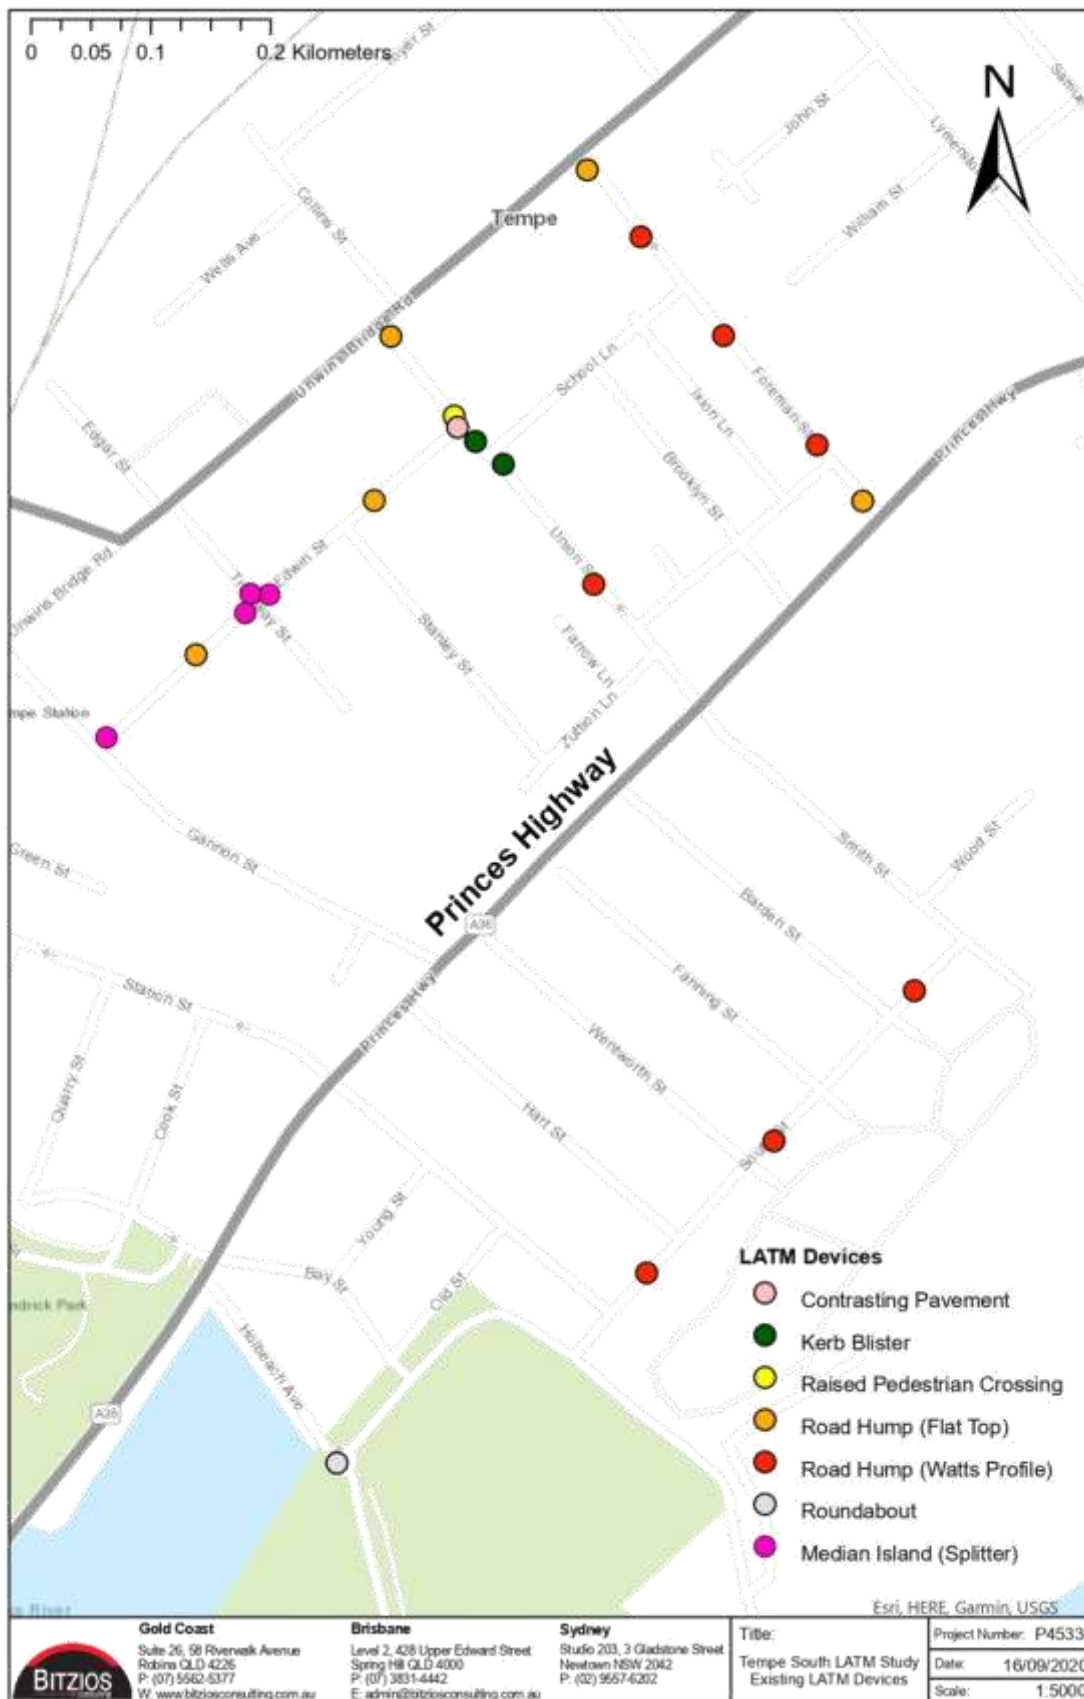 0 0.05 0.1 0.2 Kilometers
N
John St
Collins St
William St
Tempe
Wells Ave
Unwins Bridge Rd
School Ln
Foreman St
Ixion Ln
Princes Hwy
Edgar St
Brooklyn St
Union St
Edwin St
Unwins Bridge Rd
Stanley St
Farrow Ln
Zuttion Ln
Princes Highway
Gannon St
Green St
Smith St
Wood St
Barden St
A36
Fanning St
Station St
Princes Hwy
Wentworth St
Quarry St
Cook St
Hart St
South St
Young St
Bay St
Old St
Holbeach Ave
A36
LATM Devices
Contrasting Pavement
Kerb Blister
Raised Pedestrian Crossing
Road Hump (Flat Top)
Road Hump (Watts Profile)
Roundabout
Median Island (Splitter)
Esri, HERE, Garmin, USGS
BITZIOS
Gold Coast
Suite 26, 58 Riverwalk Avenue
Robina QLD 4226
P: (07) 5562-5377
W: www.bitziosconsulting.com.au
Brisbane
Level 2, 428 Upper Edward Street
Spring Hill QLD 4000
P: (07) 3831-4442
E: admin@bitziosconsulting.com.au
Sydney
Studio 203, 3 Gladstone Street
Newtown NSW 2042
P: (02) 9557-6202
Title:
Tempe South LATM Study
Existing LATM Devices
Project Number: P4533
Date: 16/09/2020
Scale: 1:5000